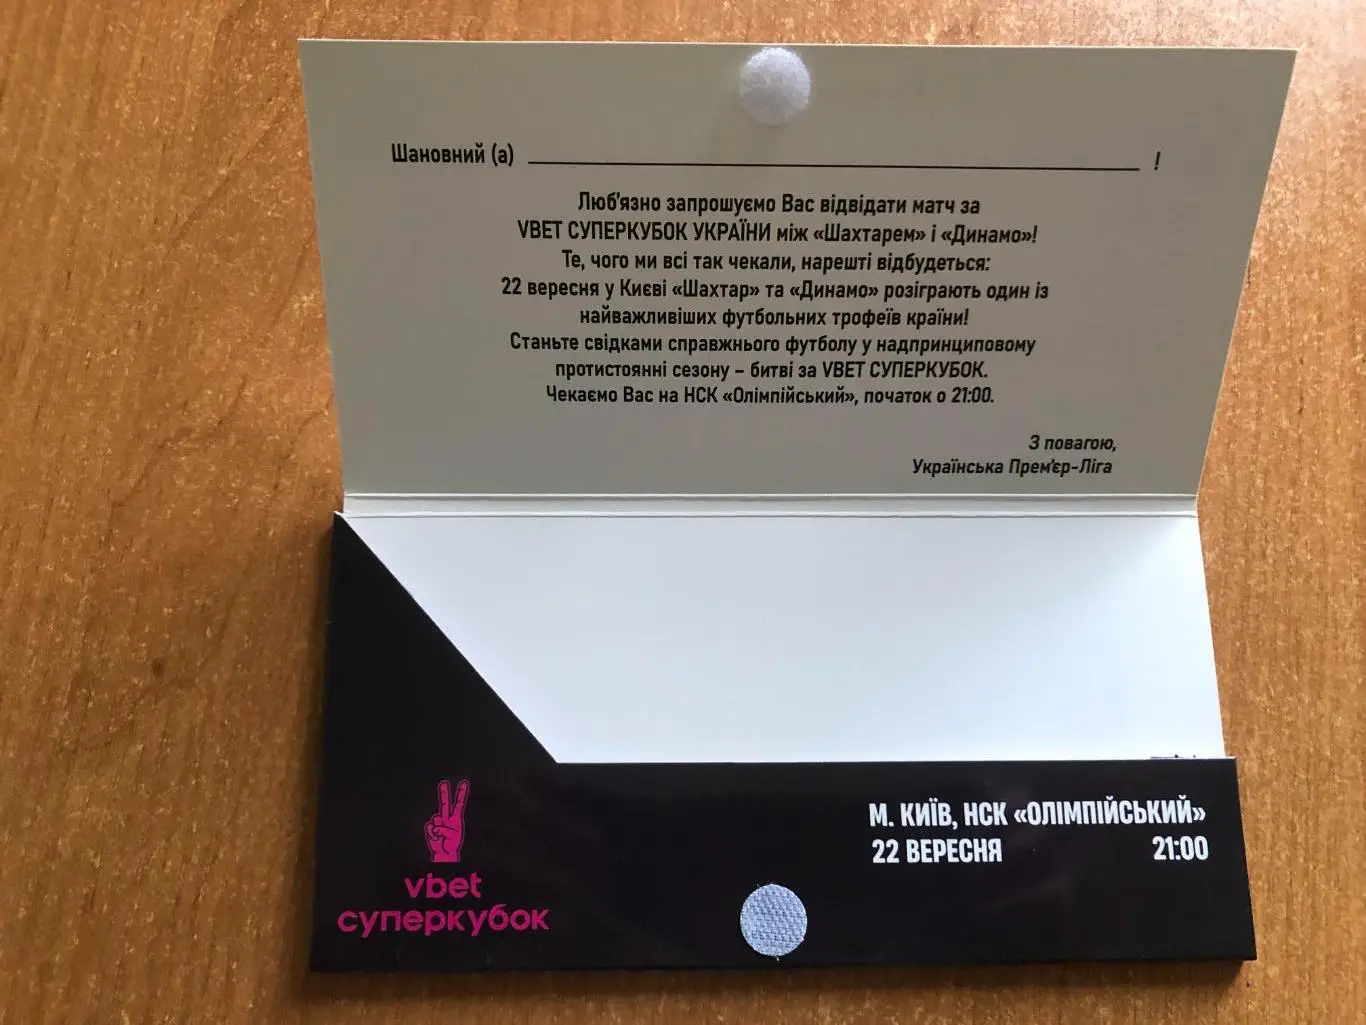 Шановний (а) ______________________ !
Люб'язно запрошуємо Вас відвідати матч за
VBET СУПЕРКУБОК УКРАЇНИ між «Шахтарем» і «Динамо»!
Те, чого ми всі так чекали, нарешті відбудеться:
22 вересня у Києві «Шахтар» та «Динамо» розіграють один із
найважливіших футбольних трофеїв країни!
Станьте свідками справжнього футболу у надпринциповому
протистоянні сезону – битві за VBET СУПЕРКУБОК.
Чекаємо Вас на НСК «Олімпійський», початок о 21:00.
З повагою,
Українська Прем'єр-Ліга
М. КИЇВ, НСК «ОЛІМПІЙСЬКИЙ»
22 ВЕРЕСНЯ 21:00
vbet
суперкубок